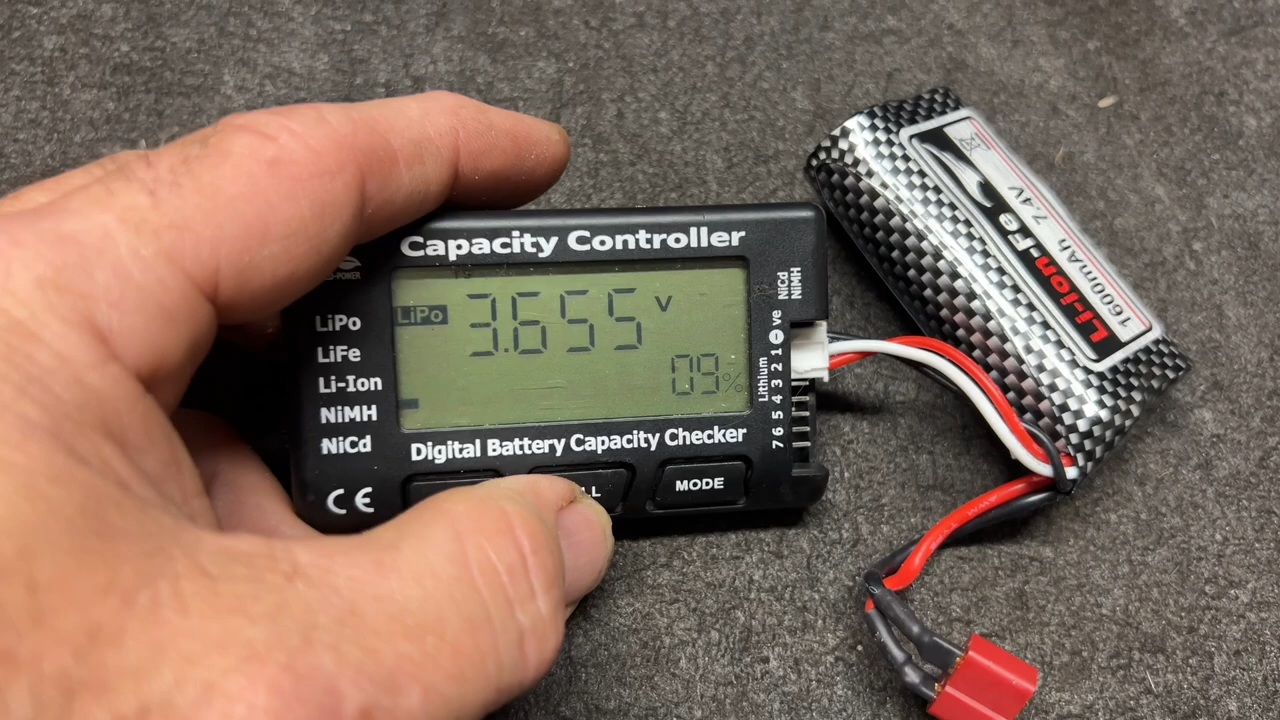 Capacity Controller
LiPo
LiFe
Li-Ion
NiMH
NiCd
LiPo
3.655 v
09%
NiCd
NiMH
Lithium
7 6 5 4 3 2 1 ve
Digital Battery Capacity Checker
CE
MODE
Li-ion-Fe
1600mAh 7.4V